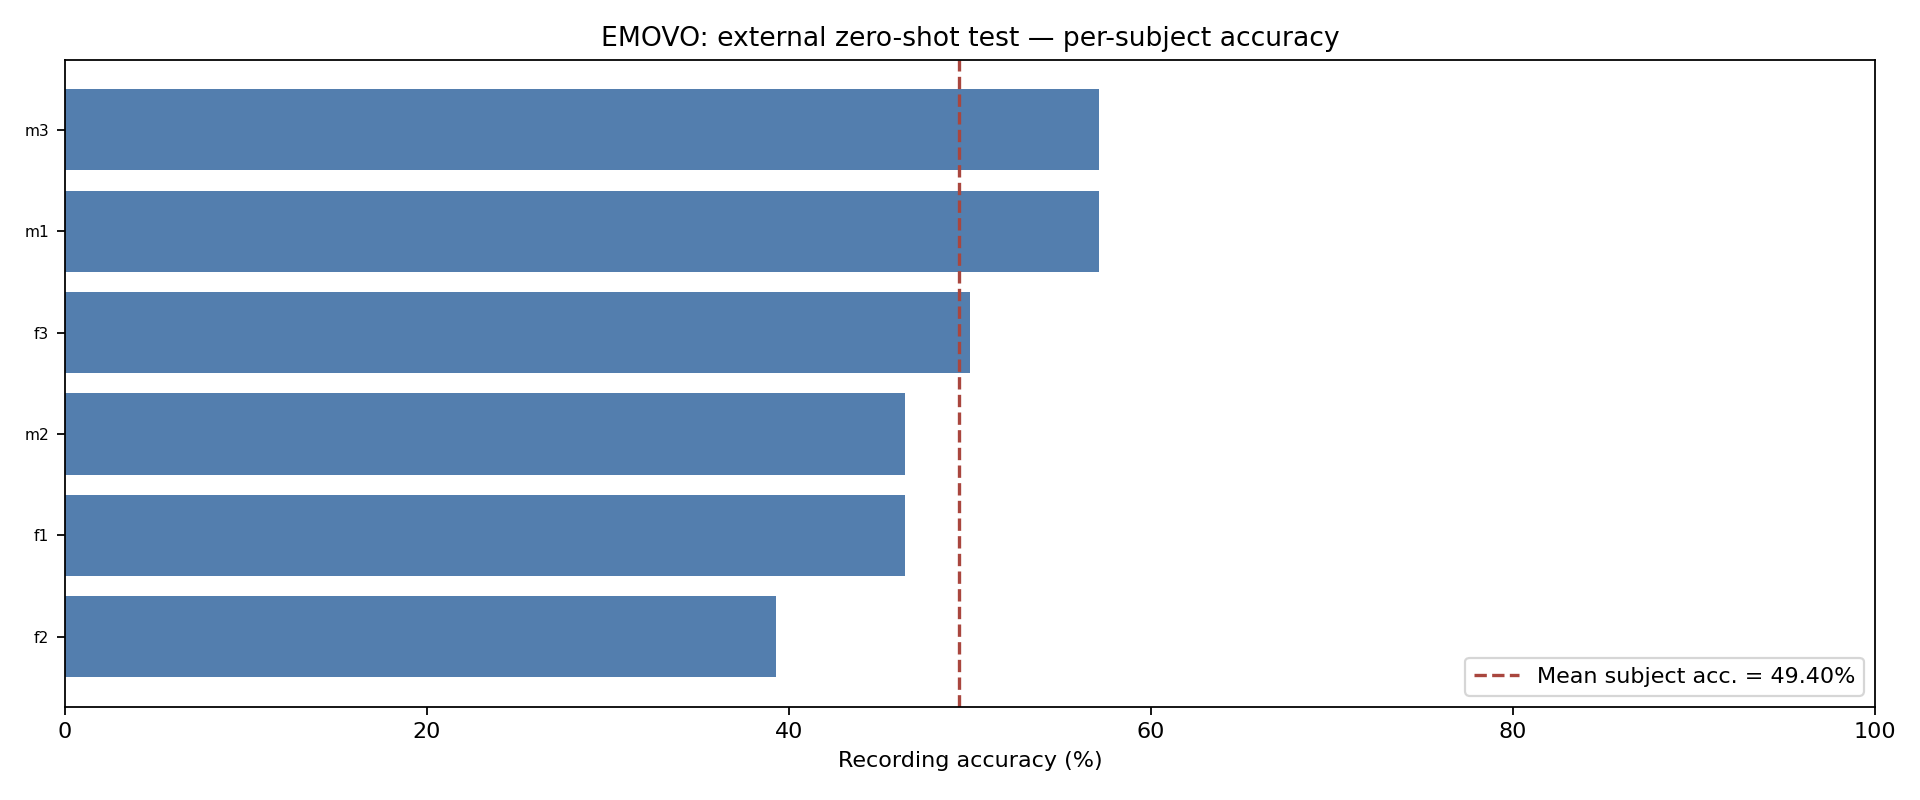 EMOVO: external zero-shot test — per-subject accuracy
m3
m1
f3
m2
f1
f2
Mean subject acc. = 49.40%
0 20 40 60 80 100
Recording accuracy (%)